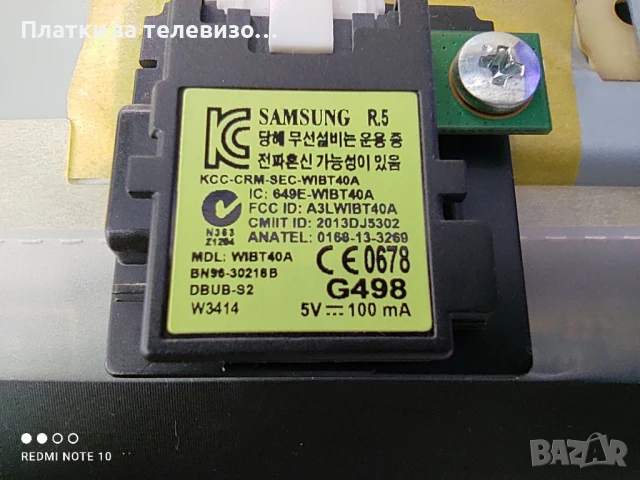 Платки за телевизо...
SAMSUNG R.5
당해 무선설비는 운용 중
전파혼신 가능성이 있음
KCC-CRM-SEC-WIBT40A
IC: 649E-WIBT40A
FCC ID: A3LWIBT40A
CMIIT ID: 2013DJ5302
ANATEL: 0168-13-3269
N363
Z1204
MDL: WIBT40A
CE0678
BN96-30218B
DBUB-S2
G498
W3414
5V 100 mA
REDMI NOTE 10
BAZAR